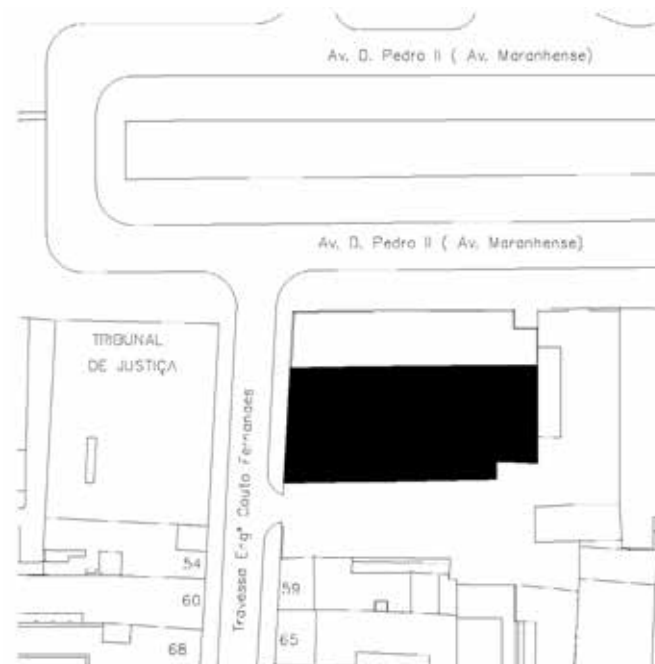 Av. D. Pedro II ( Av. Maranhense)
Av. D. Pedro II ( Av. Maranhense)
TRIBUNAL
DE JUSTIÇA
Travessa Engº Couto Fernandes
54
59
60
65
68